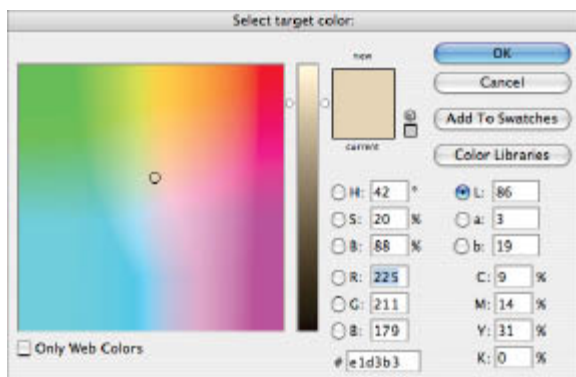 Select target color:
new
current
OK
Cancel
Add To Swatches
Color Libraries
H: 42 °
S: 20 %
B: 88 %
R: 225
G: 211
B: 179
# e1d3b3
L: 86
a: 3
b: 19
C: 9 %
M: 14 %
Y: 31 %
K: 0 %
Only Web Colors